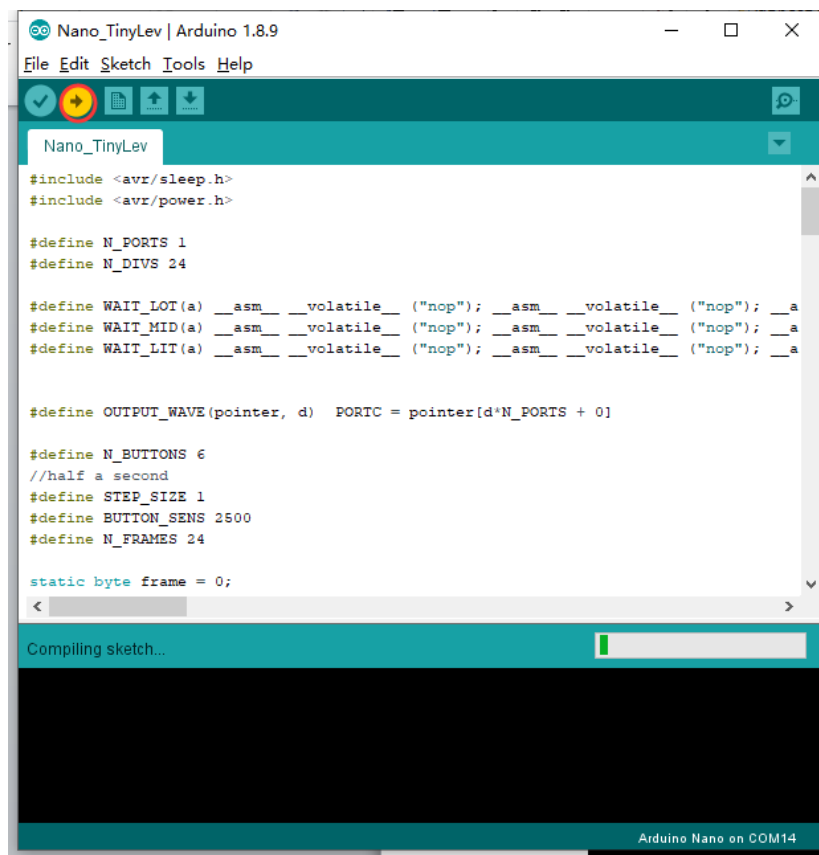 Nano_TinyLev | Arduino 1.8.9
File Edit Sketch Tools Help
Nano_TinyLev
#include <avr/sleep.h>
#include <avr/power.h>
#define N_PORTS 1
#define N_DIVS 24
#define WAIT_LOT(a) __asm__ __volatile__ ("nop"); __asm__ __volatile__ ("nop"); __a
#define WAIT_MID(a) __asm__ __volatile__ ("nop"); __asm__ __volatile__ ("nop"); __a
#define WAIT_LIT(a) __asm__ __volatile__ ("nop"); __asm__ __volatile__ ("nop"); __a
#define OUTPUT_WAVE(pointer, d)  PORTC = pointer[d*N_PORTS + 0]
#define N_BUTTONS 6
//half a second
#define STEP_SIZE 1
#define BUTTON_SENS 2500
#define N_FRAMES 24
static byte frame = 0;
Compiling sketch...
Arduino Nano on COM14